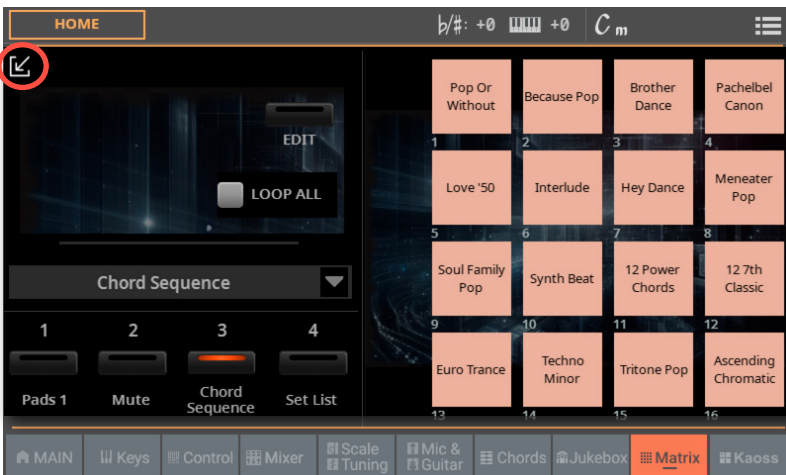 HOME
♭/#: +0 +0 C m
EDIT
LOOP ALL
Chord Sequence
1 2 3 4
Pads 1 Mute Chord Sequence Set List
Pop Or
Without
1
Because Pop
2
Brother
Dance
3
Pachelbel
Canon
4
Love '50
5
Interlude
6
Hey Dance
7
Meneater
Pop
8
Soul Family
Pop
9
Synth Beat
10
12 Power
Chords
11
12 7th
Classic
12
Euro Trance
13
Techno
Minor
14
Tritone Pop
15
Ascending
Chromatic
16
MAIN Keys Control Mixer Scale Tuning Mic & Guitar Chords Jukebox Matrix Kaoss